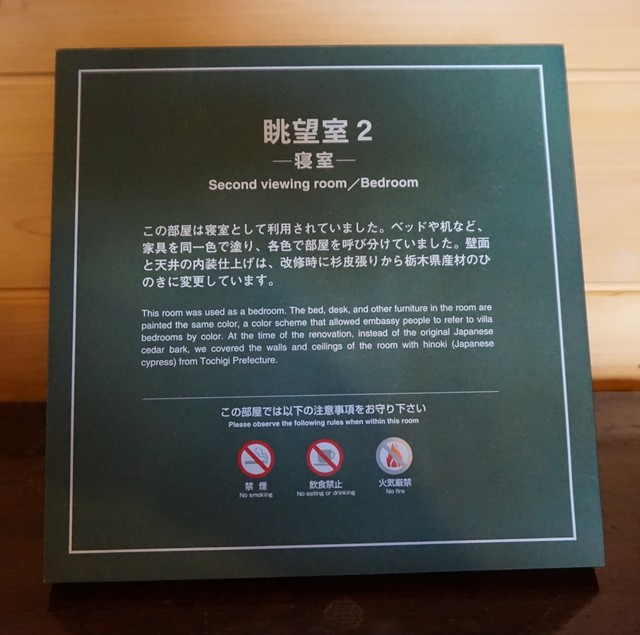 眺望室2
―寝室―
Second viewing room／Bedroom
この部屋は寝室として利用されていました。ベッドや机など、
家具を同一色で塗り、各色で部屋を呼び分けていました。壁面
と天井の内装仕上げは、改修時に杉皮張りから栃木県産材のひ
のきに変更しています。
This room was used as a bedroom. The bed, desk, and other furniture in the room are
painted the same color, a color scheme that allowed embassy people to refer to villa
bedrooms by color. At the time of the renovation, instead of the original Japanese
cedar bark, we covered the walls and ceilings of the room with hinoki (Japanese
cypress) from Tochigi Prefecture.
この部屋では以下の注意事項をお守り下さい
Please observe the following rules when within this room
禁煙 飲食禁止 火気厳禁
No smoking No eating or drinking No fire